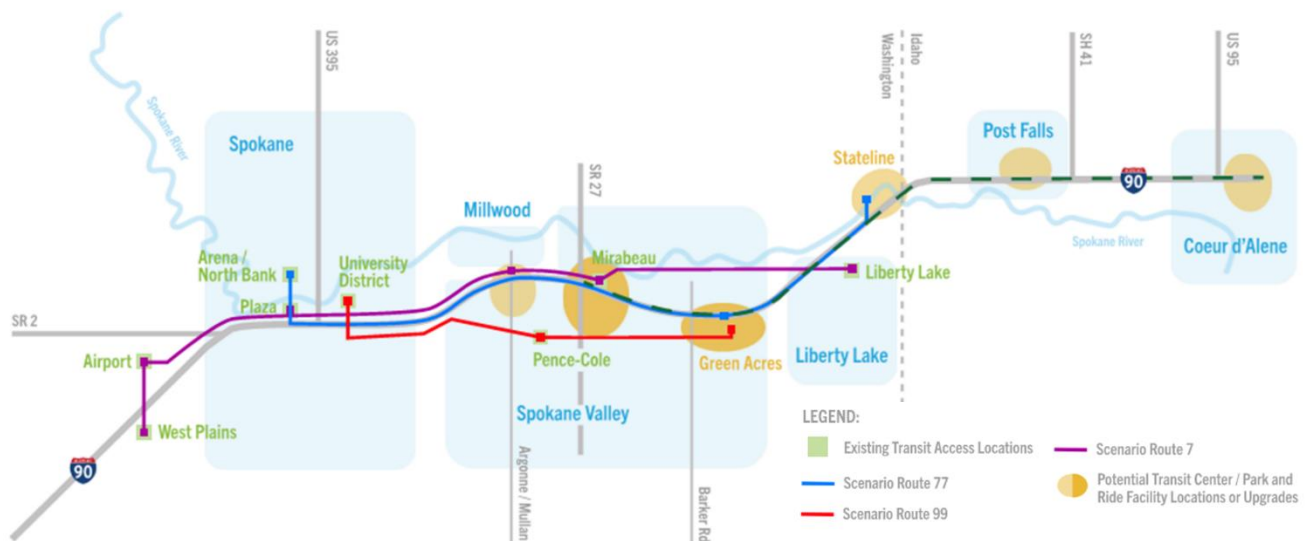 US 395
Idaho
Washington
SH 41
US 95
Spokane River
Spokane
SR 27
Post Falls
Stateline
90
Millwood
Arena /
North Bank
University
District
Mirabeau
Liberty Lake
Spokane River
Coeur d'Alene
Plaza
SR 2
Airport
Pence-Cole
Green Acres
Liberty Lake
West Plains
Spokane Valley
90
Argonne / Mullan
Barker Rd
LEGEND:
Existing Transit Access Locations
Scenario Route 7
Scenario Route 77
Potential Transit Center / Park and
Ride Facility Locations or Upgrades
Scenario Route 99